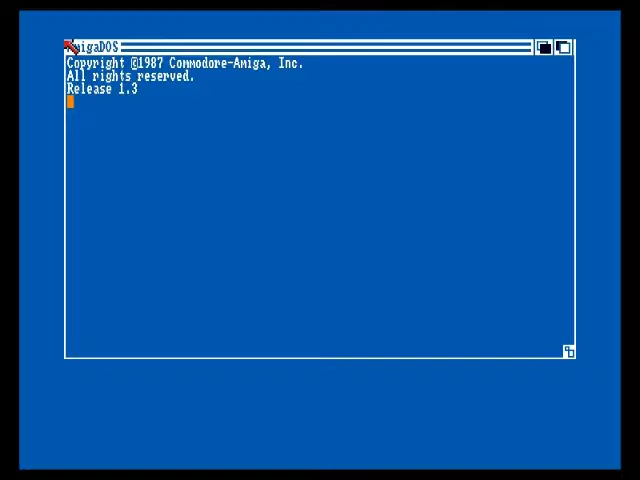 AmigaDOS
Copyright ©1987 Commodore-Amiga, Inc.
All rights reserved.
Release 1.3